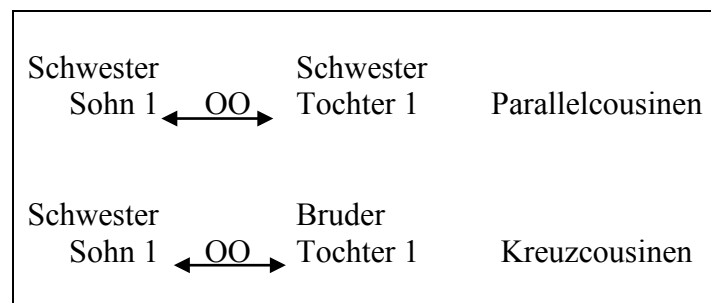 Schwester Schwester
Sohn 1 OO Tochter 1 Parallelcousinen
Schwester Bruder
Sohn 1 OO Tochter 1 Kreuzcousinen